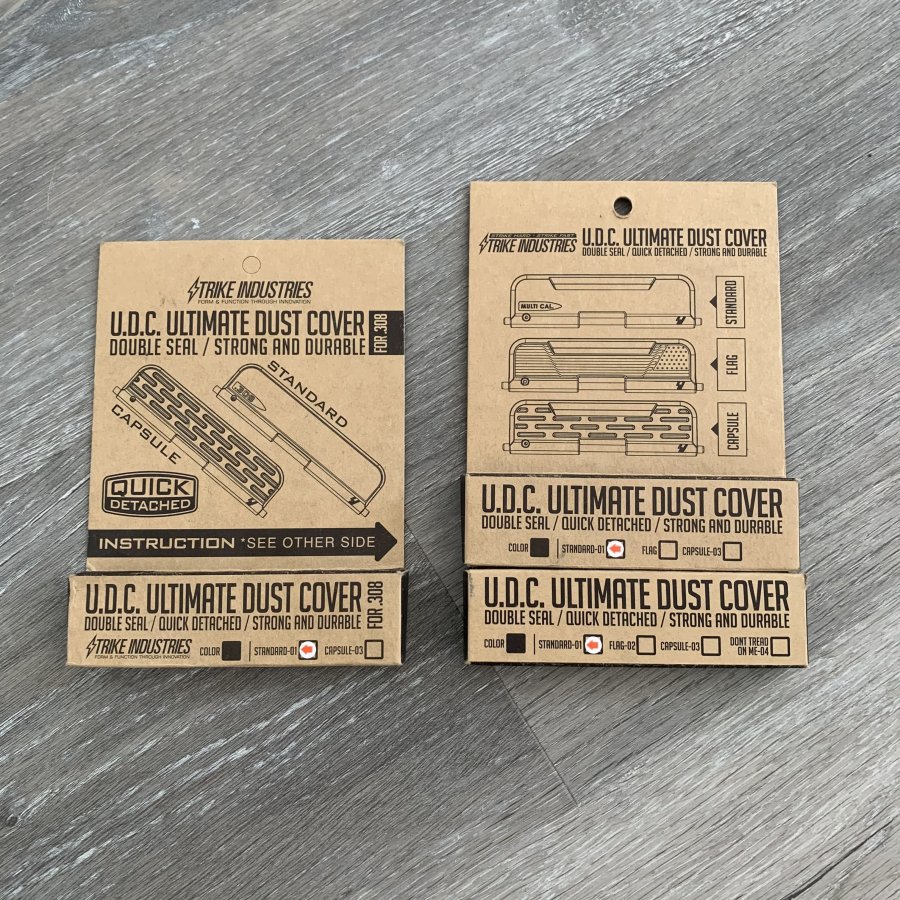 STRIKE INDUSTRIES
FORM & FUNCTION THROUGH INNOVATION
U.D.C. ULTIMATE DUST COVER
DOUBLE SEAL / STRONG AND DURABLE
FOR .308
STANDARD
.308
CAPSULE
QUICK
DETACHED
INSTRUCTION *SEE OTHER SIDE
U.D.C. ULTIMATE DUST COVER
DOUBLE SEAL / QUICK DETACHED / STRONG AND DURABLE
FOR .308
STRIKE INDUSTRIES
FORM & FUNCTION THROUGH INNOVATION
COLOR STANDARD-01 CAPSULE-03
STRIKE HARD STRIKE FAST
STRIKE INDUSTRIES
U.D.C. ULTIMATE DUST COVER
DOUBLE SEAL / QUICK DETACHED / STRONG AND DURABLE
MULTI CAL.
STANDARD
FLAG
CAPSULE
U.D.C. ULTIMATE DUST COVER
DOUBLE SEAL / QUICK DETACHED / STRONG AND DURABLE
COLOR STANDARD-01 FLAG CAPSULE-03
U.D.C. ULTIMATE DUST COVER
DOUBLE SEAL / QUICK DETACHED / STRONG AND DURABLE
COLOR STANDARD-01 FLAG-02 CAPSULE-03 DONT TREAD
ON ME-04